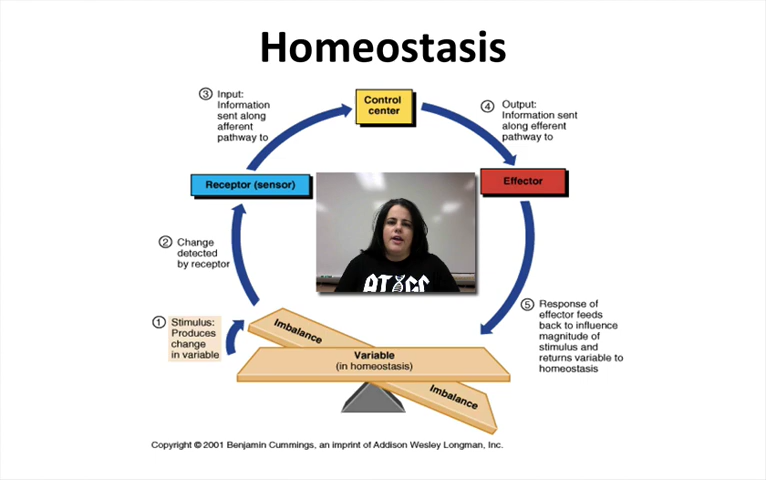 Homeostasis
③ Input:
Information
sent along
afferent
pathway to
Control
center
④ Output:
Information sent
along efferent
pathway to
Receptor (sensor)
Effector
② Change
detected
by receptor
AT GC
① Stimulus:
Produces
change
in variable
Imbalance
Variable
(in homeostasis)
Imbalance
⑤ Response of
effector feeds
back to influence
magnitude of
stimulus and
returns variable to
homeostasis
Copyright © 2001 Benjamin Cummings, an imprint of Addison Wesley Longman, Inc.